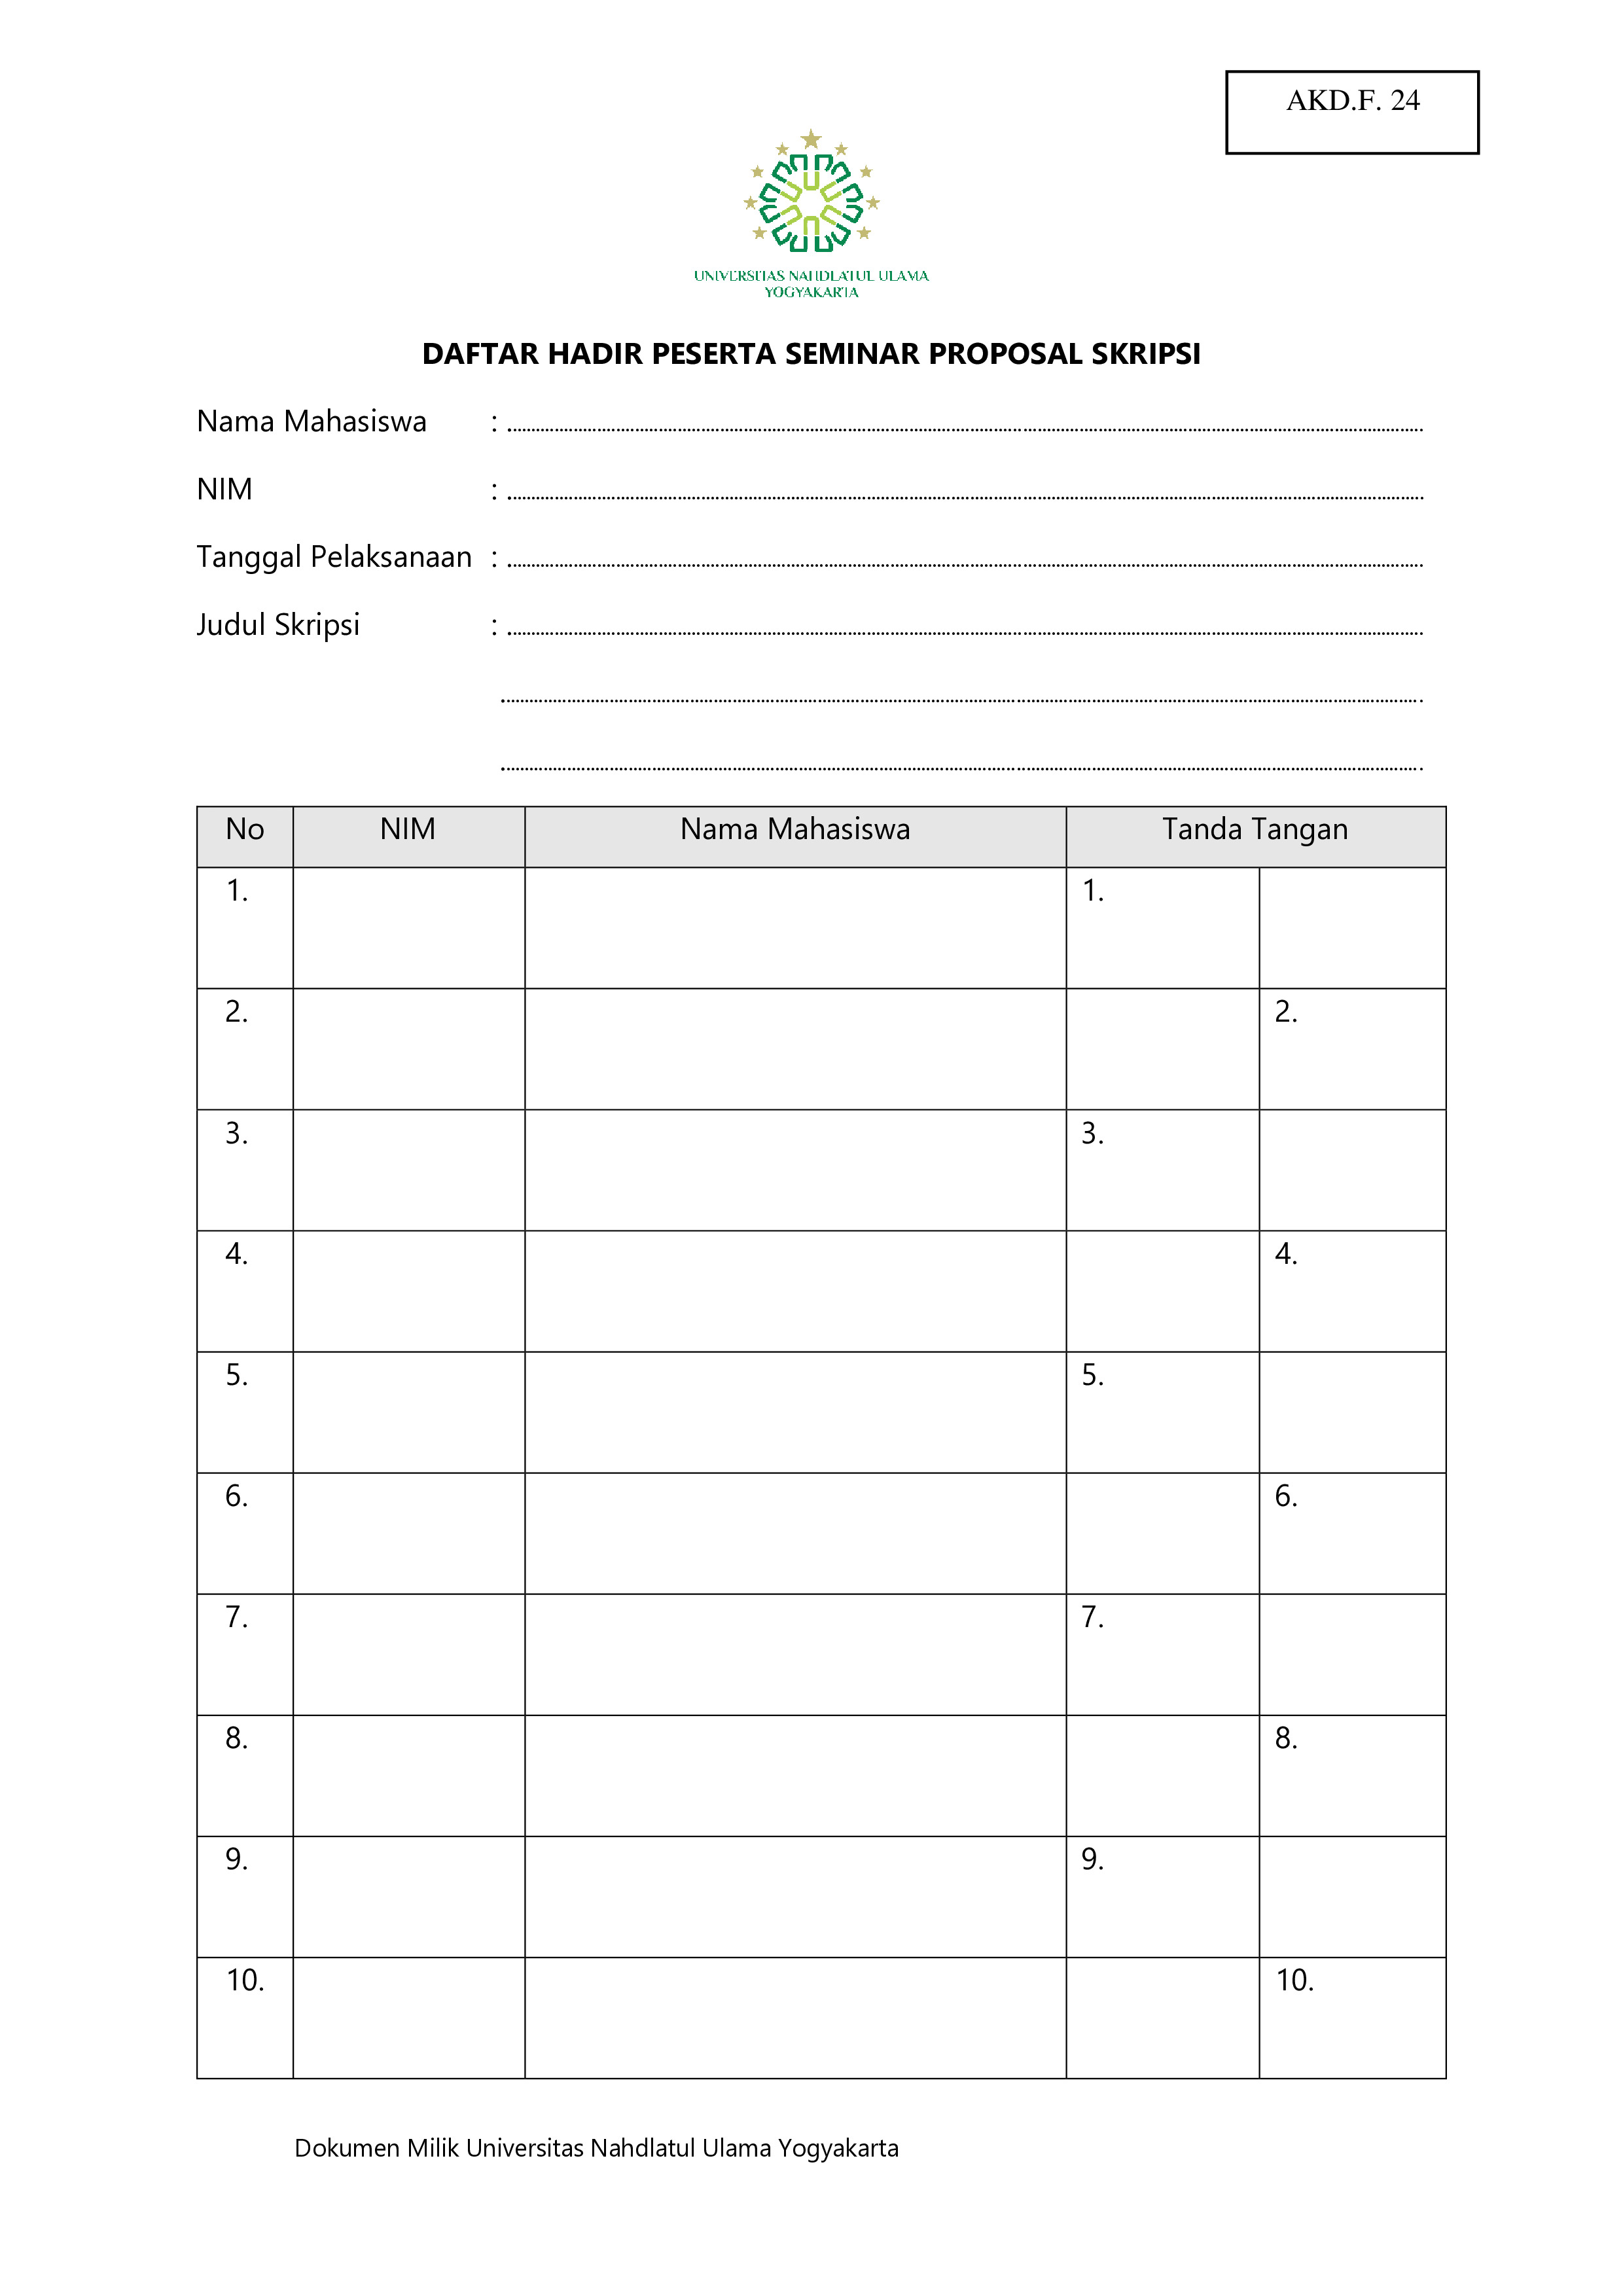 AKD.F. 24
UNIVERSITAS NAHDLATUL ULAMA
YOGYAKARTA
DAFTAR HADIR PESERTA SEMINAR PROPOSAL SKRIPSI
Nama Mahasiswa : ........................................................................
NIM : ........................................................................
Tanggal Pelaksanaan : ........................................................................
Judul Skripsi : ........................................................................
........................................................................
........................................................................
No NIM Nama Mahasiswa Tanda Tangan
1. 1.
2. 2.
3. 3.
4. 4.
5. 5.
6. 6.
7. 7.
8. 8.
9. 9.
10. 10.
Dokumen Milik Universitas Nahdlatul Ulama Yogyakarta